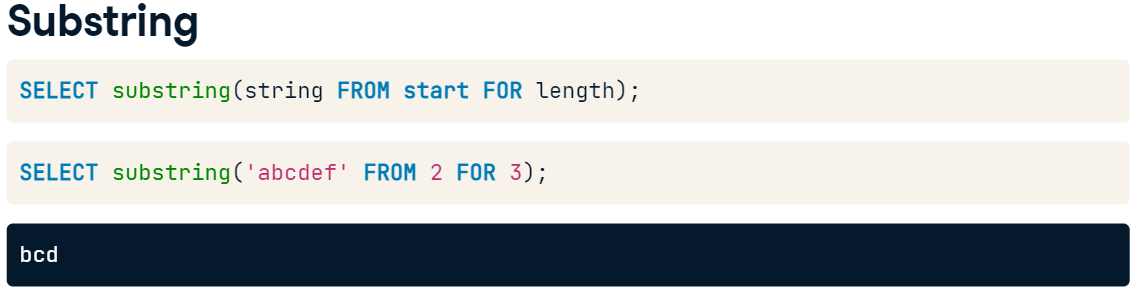 Substring
SELECT substring(string FROM start FOR length);
SELECT substring('abcdef' FROM 2 FOR 3);
bcd